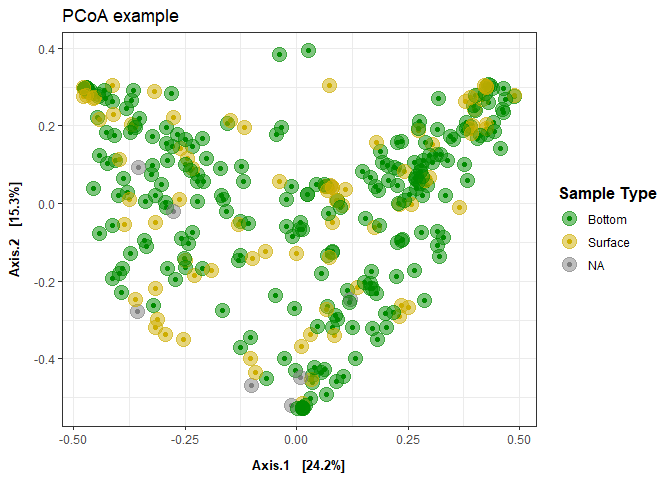 PCoA example
0.4
0.2
0.0
-0.2
-0.4
Axis.2 [15.3%]
-0.50
-0.25
0.00
0.25
0.50
Axis.1 [24.2%]
Sample Type
Bottom
Surface
NA